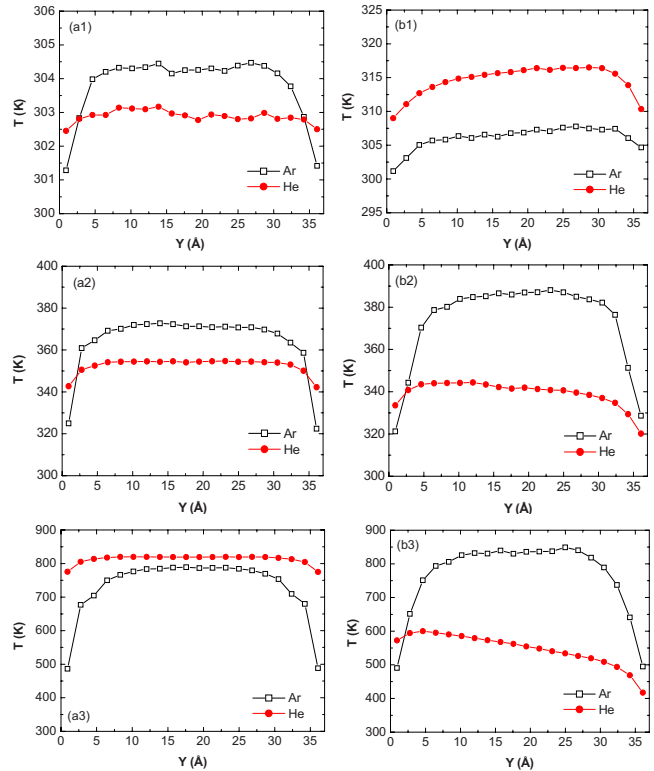 (a1)
306
305
304
303
302
301
300
T (K)
0 5 10 15 20 25 30 35
Y (Å)
Ar
He
(b1)
325
320
315
310
305
300
295
T (K)
0 5 10 15 20 25 30 35
Y (Å)
Ar
He
(a2)
400
380
360
340
320
300
T (K)
0 5 10 15 20 25 30 35
Y (Å)
Ar
He
(b2)
400
380
360
340
320
300
T (K)
0 5 10 15 20 25 30 35
Y (Å)
Ar
He
(a3)
900
800
700
600
500
400
300
T (K)
0 5 10 15 20 25 30 35
Y (Å)
Ar
He
(b3)
900
800
700
600
500
400
300
T (K)
0 5 10 15 20 25 30 35
Y (Å)
Ar
He